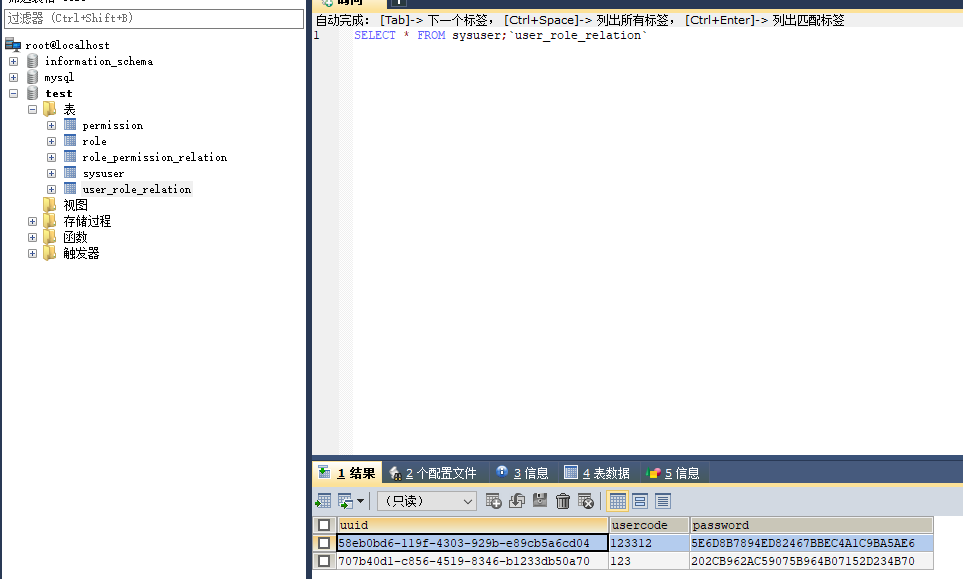 过滤器 (Ctrl+Shift+B)
root@localhost
information_schema
mysql
test
表
permission
role
role_permission_relation
sysuser
user_role_relation
视图
存储过程
函数
触发器
自动完成: [Tab]-> 下一个标签, [Ctrl+Space]-> 列出所有标签, [Ctrl+Enter]-> 列出匹配标签
1 SELECT * FROM sysuser;`user_role_relation`
1 结果 2 个配置文件 3 信息 4 表数据 5 信息
(只读)
uuid usercode password
58eb0bd6-119f-4303-929b-e89cb5a6cd04 123312 5E6D8B7894ED82467BBEC4A1C9BA5AE6
707b40d1-c856-4519-8346-b1233db50a70 123 202CB962AC59075B964B07152D234B70